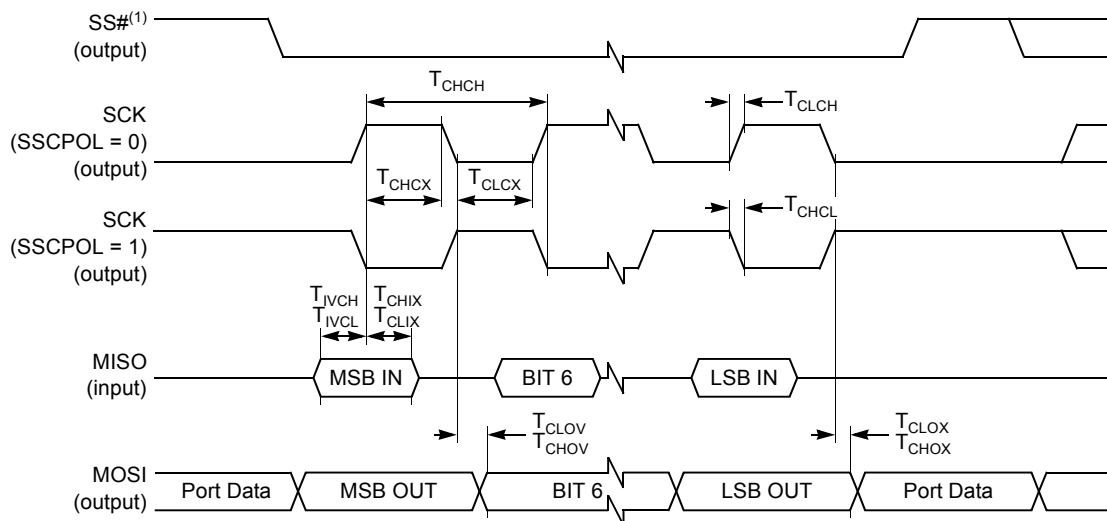 SS#(1)
(output)
TCHCH
TCLCH
SCK
(SSCPOL = 0)
(output)
TCHCX
TCLCX
TCHCL
SCK
(SSCPOL = 1)
(output)
TIVCH
TIVCL
TCHIX
TCLIX
MISO
(input)
MSB IN
BIT 6
LSB IN
TCLOV
TCHOV
TCLOX
TCHOX
MOSI
(output)
Port Data
MSB OUT
BIT 6
LSB OUT
Port Data